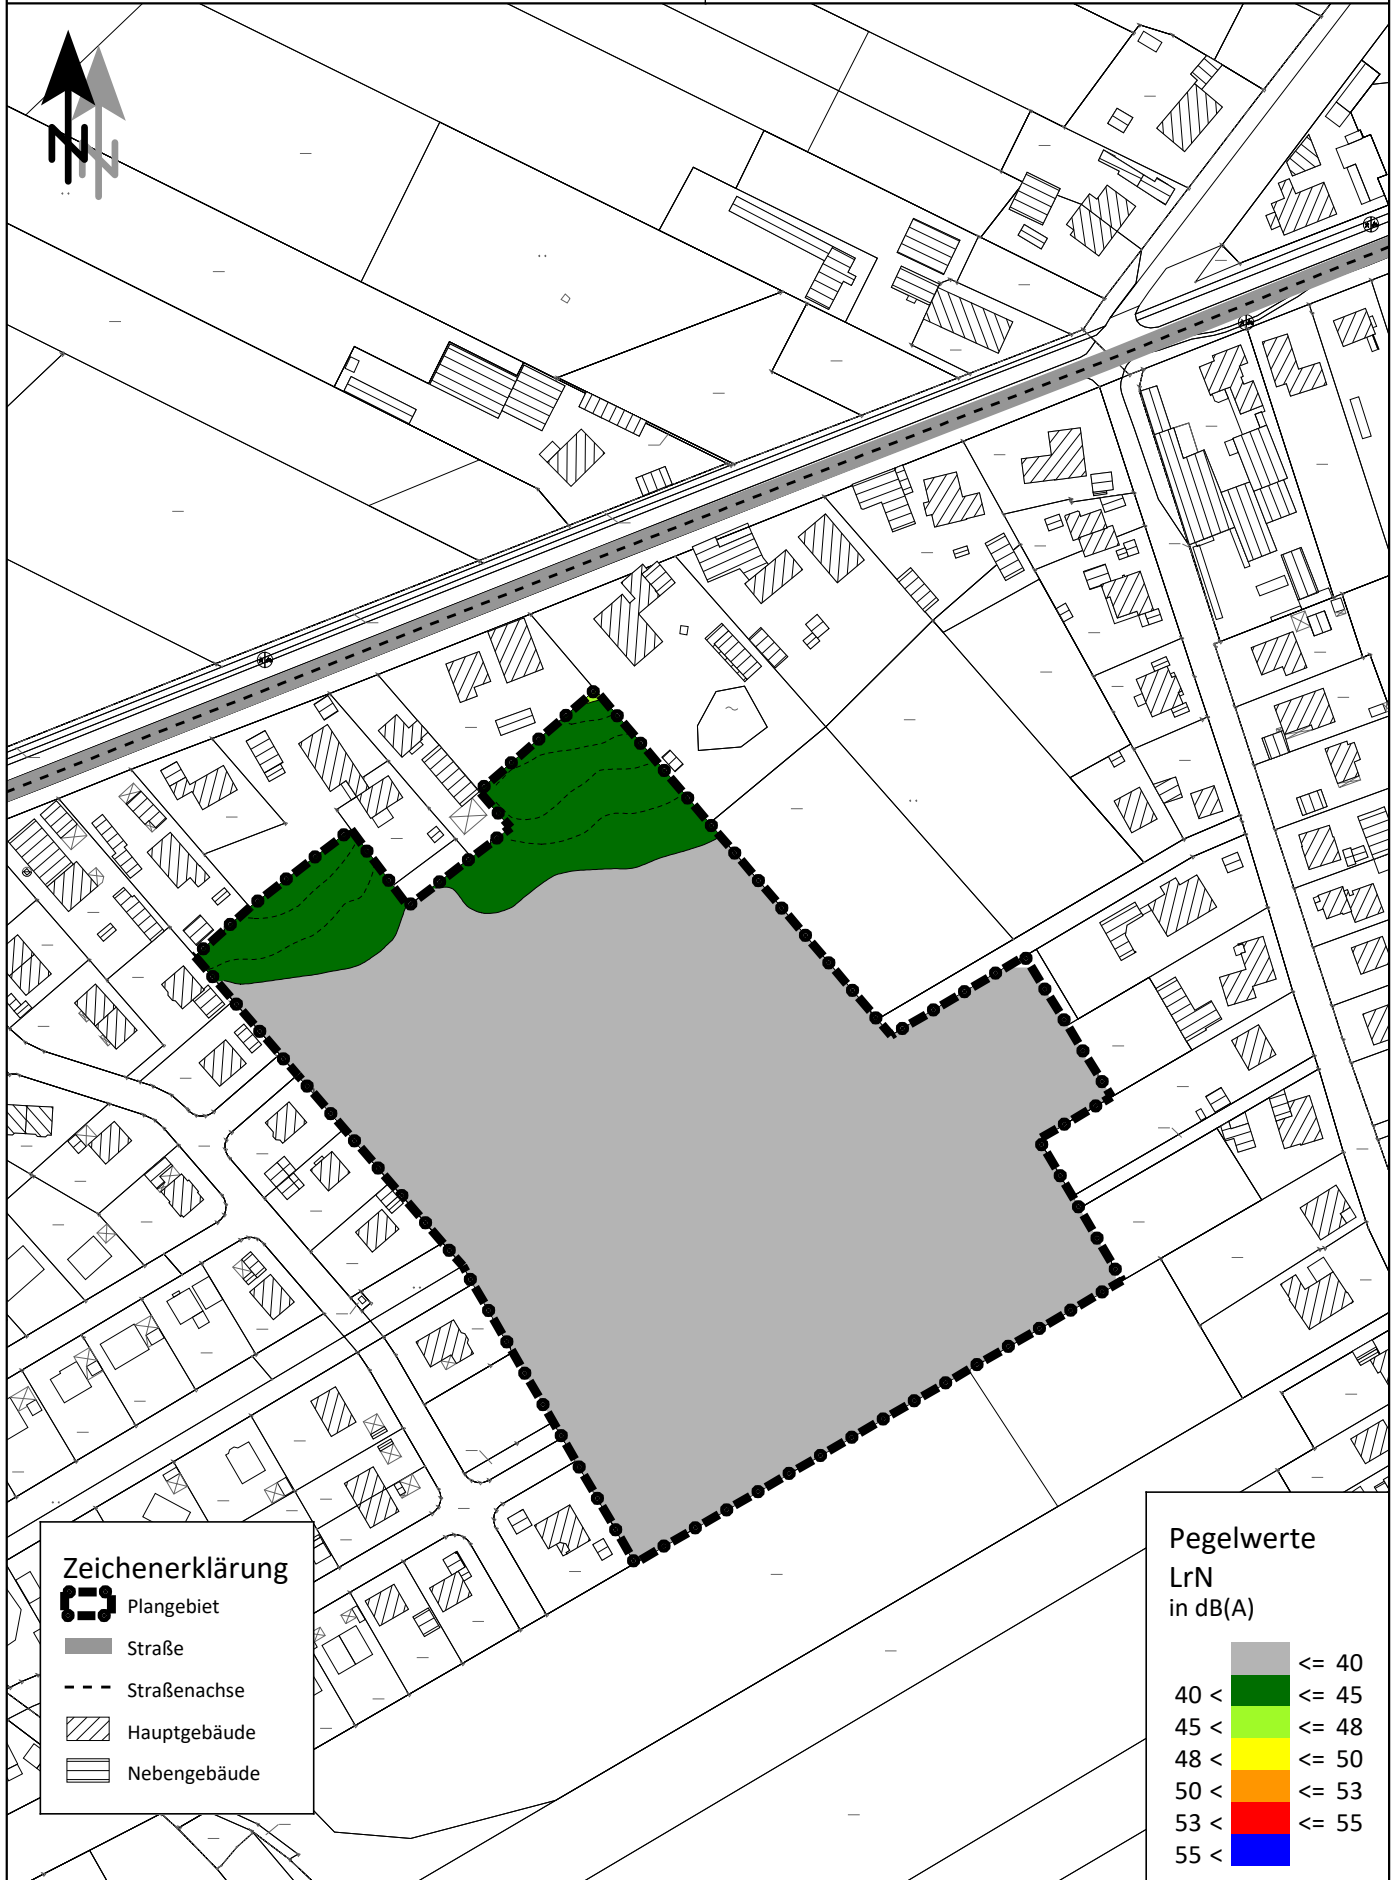 N
Zeichenerklärung
Plangebiet
Straße
Straßenachse
Hauptgebäude
Nebengebäude
Pegelwerte
LrN
in dB(A)
<= 40
40 < <= 45
45 < <= 48
48 < <= 50
50 < <= 53
53 < <= 55
55 <